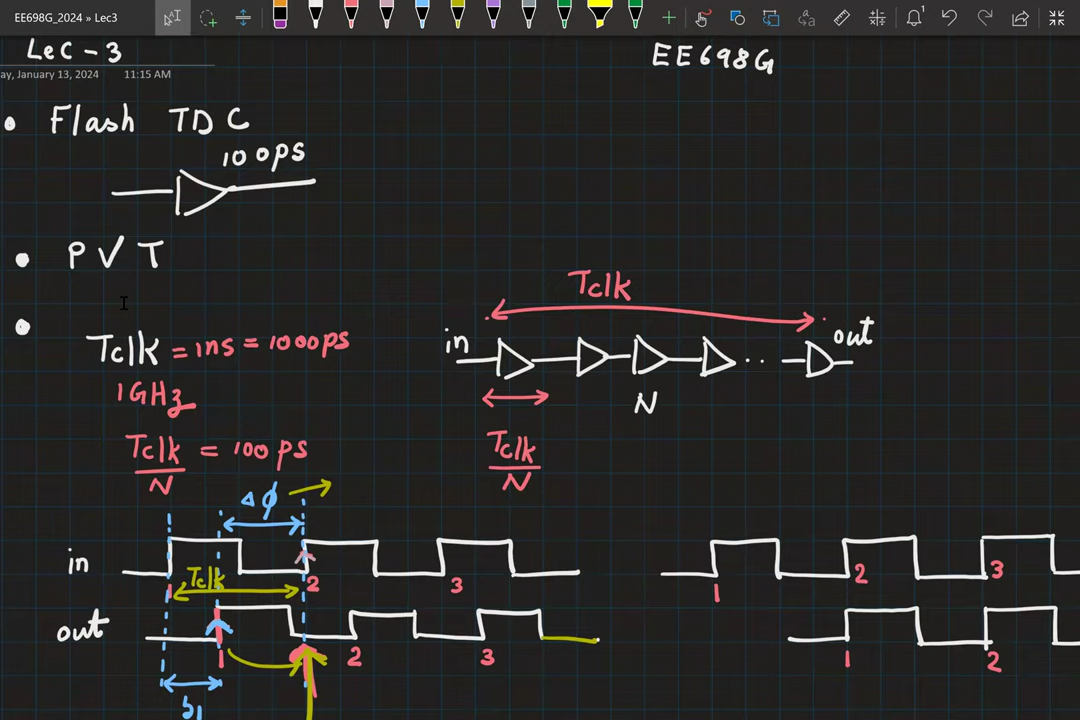 EE698G_2024 » Lec3
Lec - 3
EE698G
ay, January 13, 2024 11:15 AM
• Flash TDC
100ps
• PVT
•
Tclk = 1ns = 1000ps
1GHz
Tclk
N
= 100ps
Tclk
in
out
N
Tclk
N
Δϕ
in
Tclk
1
2
3
1
2
3
out
1
2
3
1
2